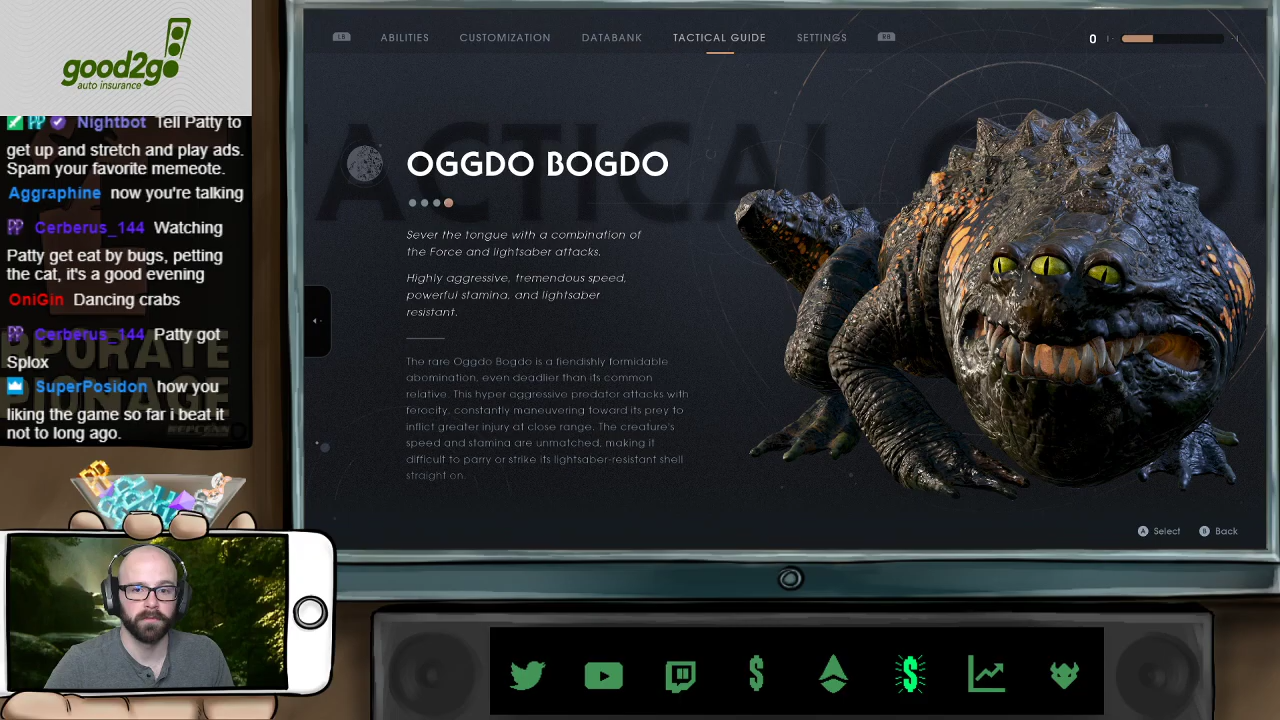 good2go
auto insurance
Nightbot Tell Patty to
get up and stretch and play ads.
Spam your favorite memeote.
Aggraphine now you're talking
Cerberus_144 Watching
Patty get eat by bugs, petting
the cat, it's a good evening
OniGin Dancing crabs
Cerberus_144 Patty got
Splox
SuperPosidon how you
liking the game so far i beat it
not to long ago.
LB ABILITIES CUSTOMIZATION DATABANK TACTICAL GUIDE SETTINGS RB
0
TACTICAL GUID
OGGDO BOGDO
Sever the tongue with a combination of
the Force and lightsaber attacks.
Highly aggressive, tremendous speed,
powerful stamina, and lightsaber
resistant.
The rare Oggdo Bogdo is a fiendishly formidable
abomination, even deadlier than its common
relative. This hyper aggressive predator attacks with
ferocity, constantly maneuvering toward its prey to
inflict greater injury at close range. The creature's
speed and stamina are unmatched, making it
difficult to parry or strike its lightsaber-resistant shell
straight on.
A Select B Back